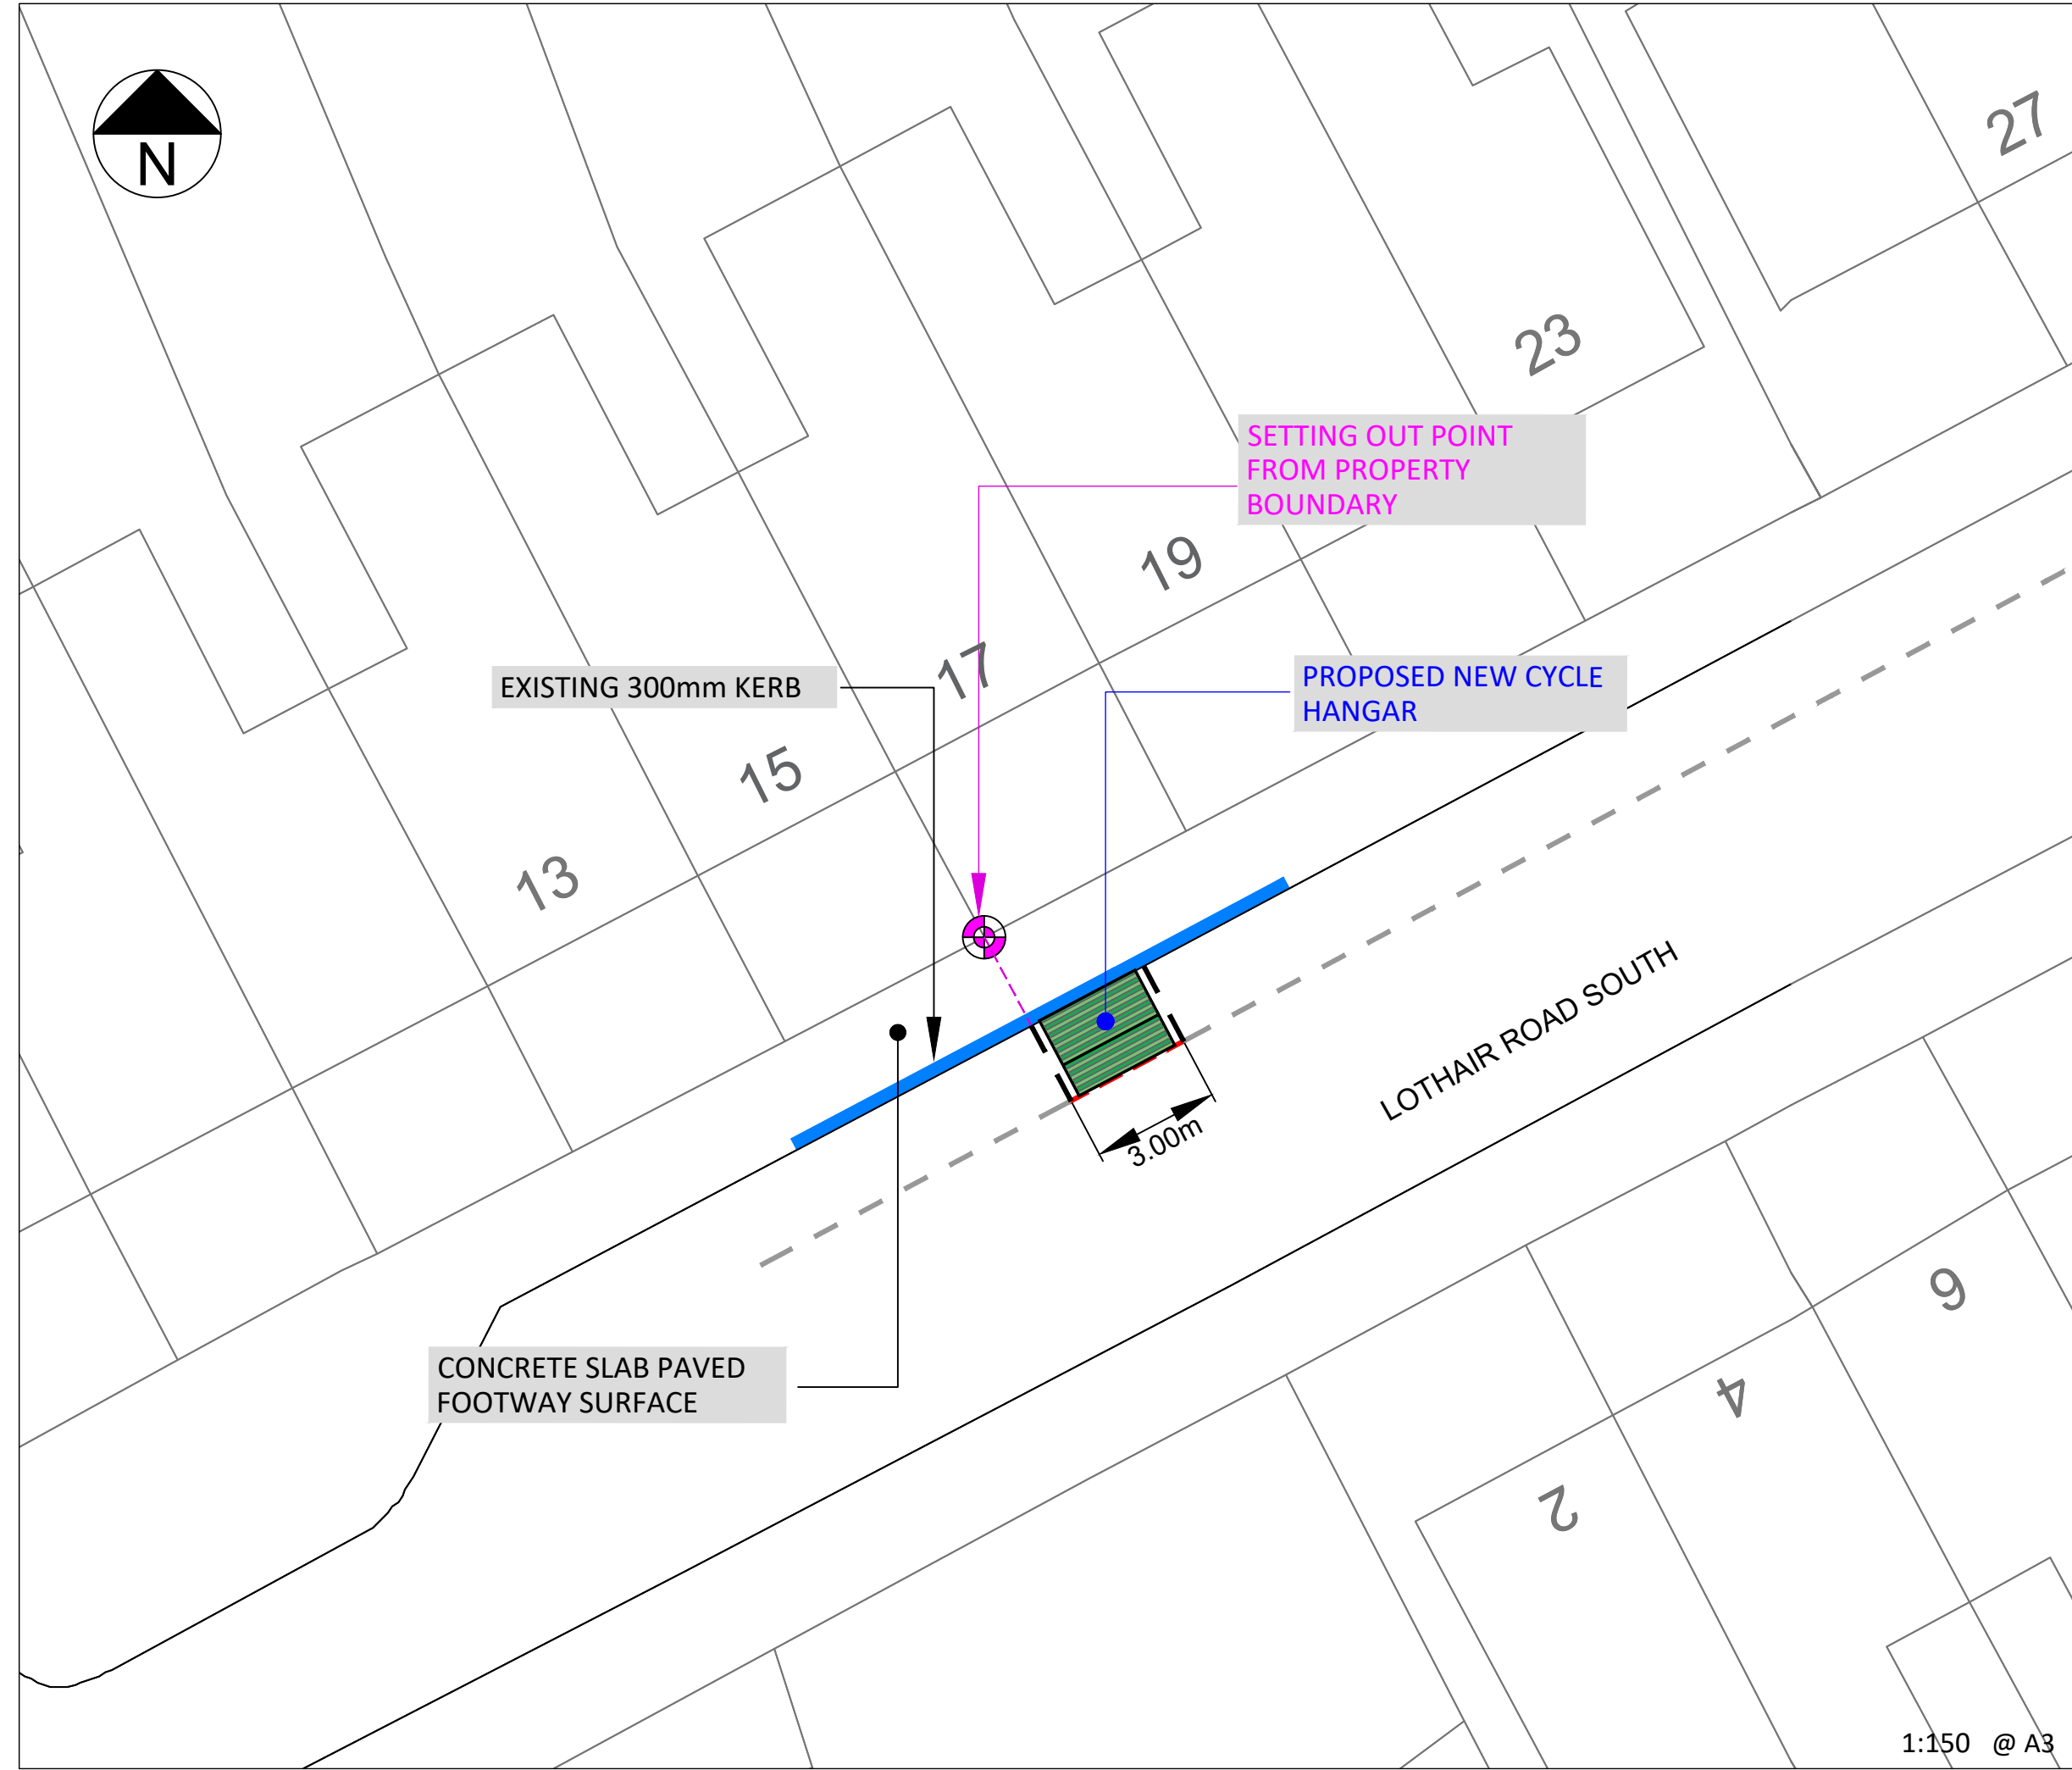 N
27
23
SETTING OUT POINT
FROM PROPERTY
BOUNDARY
19
17
EXISTING 300mm KERB
PROPOSED NEW CYCLE
HANGAR
15
13
LOTHAIR ROAD SOUTH
3.00m
6
CONCRETE SLAB PAVED
FOOTWAY SURFACE
4
2
1:150 @ A3